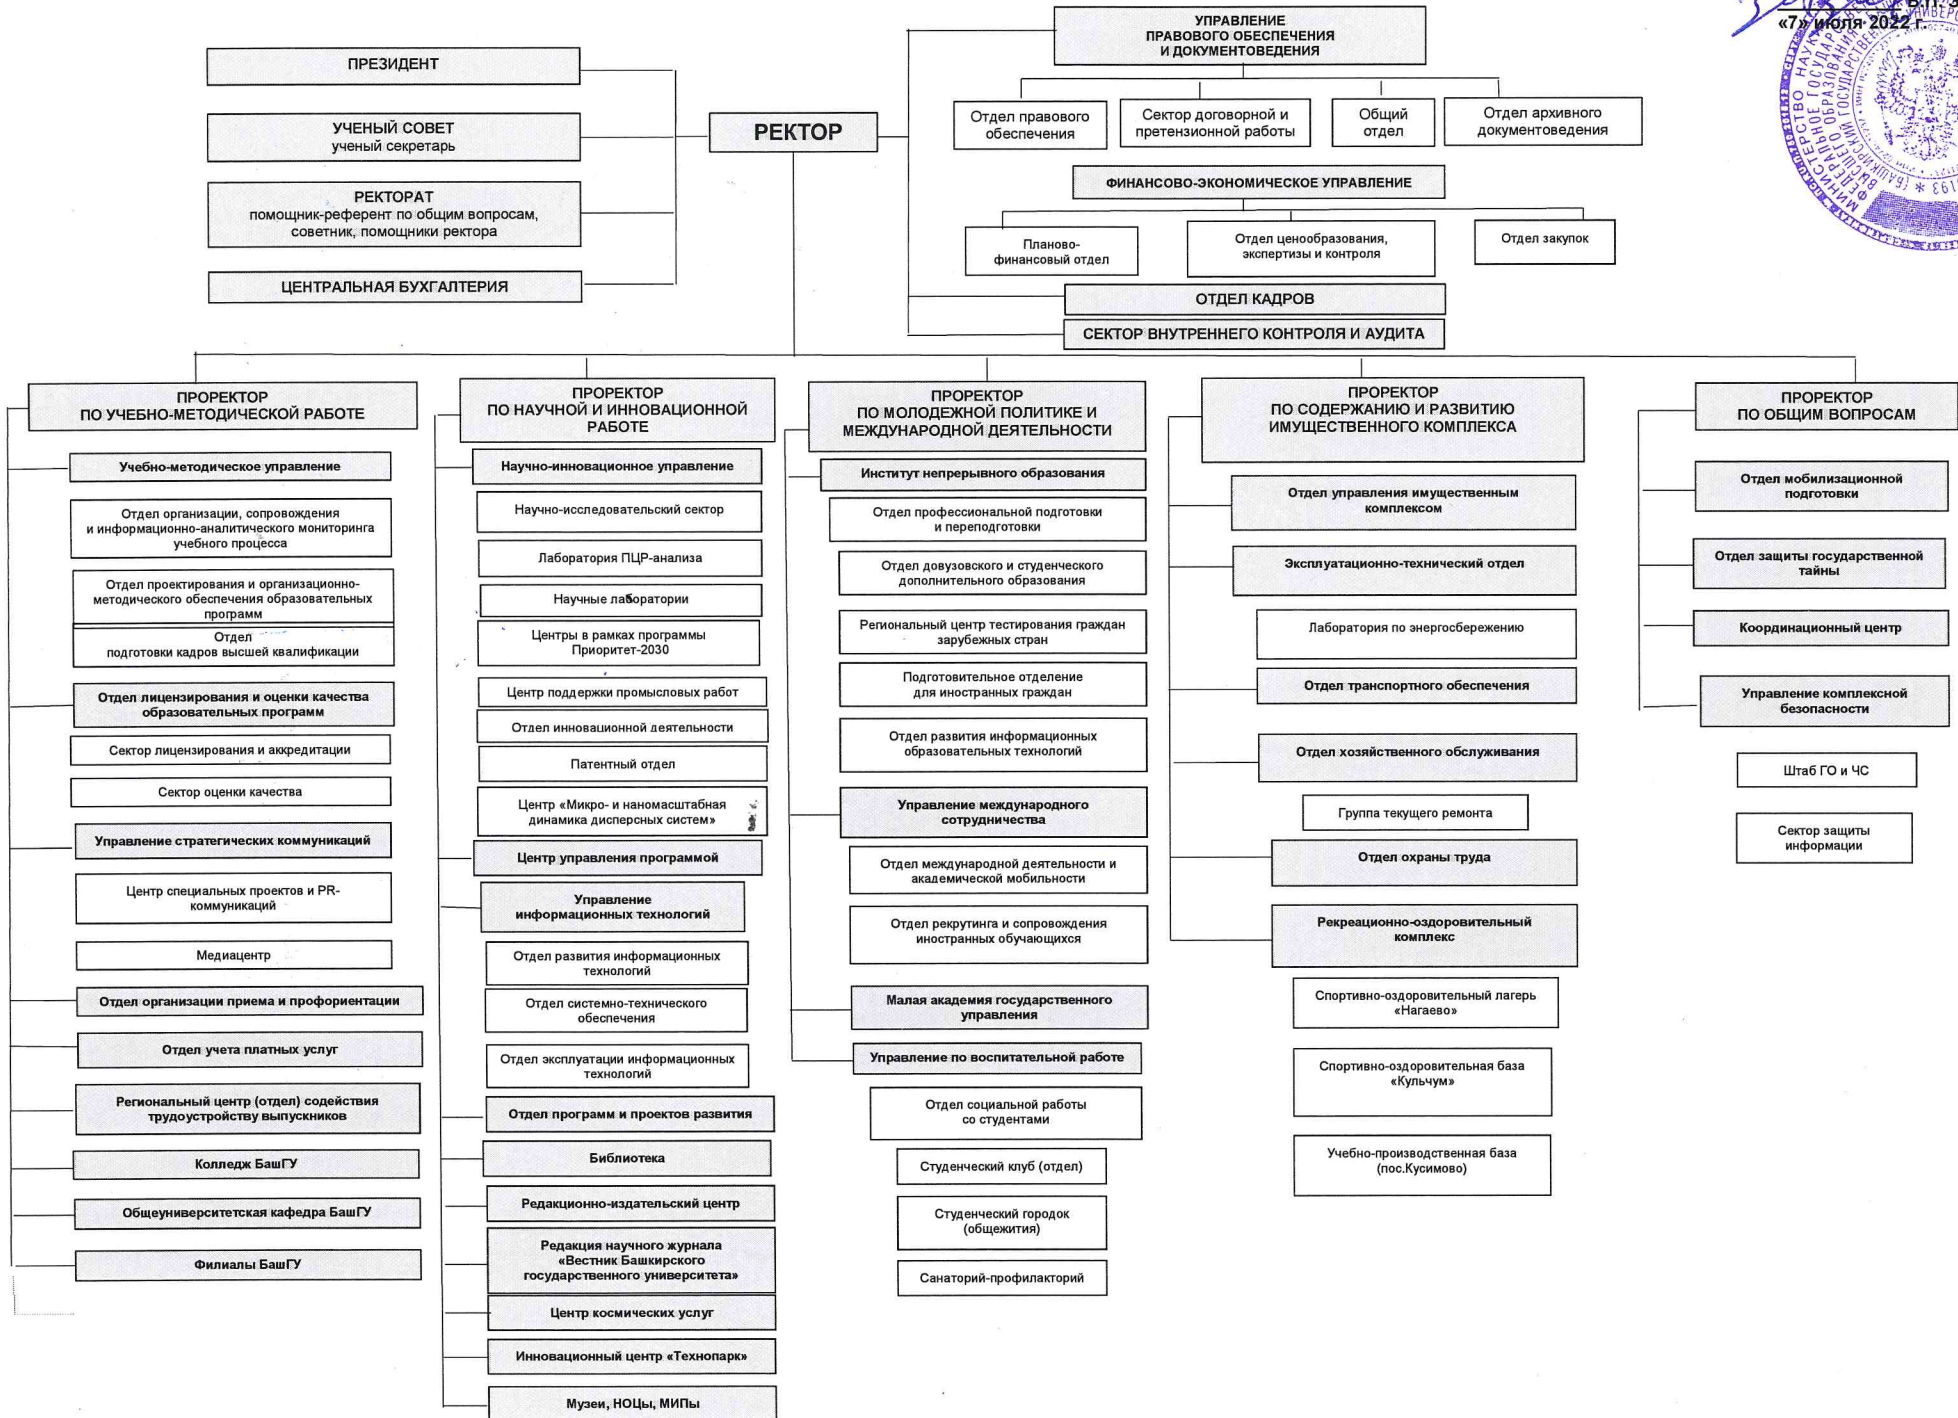 «7» июля 2022 г.
УПРАВЛЕНИЕ
ПРАВОВОГО ОБЕСПЕЧЕНИЯ
И ДОКУМЕНТОВЕДЕНИЯ
ПРЕЗИДЕНТ
УЧЕНЫЙ СОВЕТ
ученый секретарь
РЕКТОРАТ
помощник-референт по общим вопросам,
советник, помощники ректора
ЦЕНТРАЛЬНАЯ БУХГАЛТЕРИЯ
РЕКТОР
Отдел правового
обеспечения
Сектор договорной и
претензионной работы
Общий
отдел
Отдел архивного
документоведения
ФИНАНСОВО-ЭКОНОМИЧЕСКОЕ УПРАВЛЕНИЕ
Планово-
финансовый отдел
Отдел ценообразования,
экспертизы и контроля
Отдел закупок
ОТДЕЛ КАДРОВ
СЕКТОР ВНУТРЕННЕГО КОНТРОЛЯ И АУДИТА
ПРОРЕКТОР
ПО УЧЕБНО-МЕТОДИЧЕСКОЙ РАБОТЕ
Учебно-методическое управление
Отдел организации, сопровождения
и информационно-аналитического мониторинга
учебного процесса
Отдел проектирования и организационно-
методического обеспечения образовательных
программ
Отдел
подготовки кадров высшей квалификации
Отдел лицензирования и оценки качества
образовательных программ
Сектор лицензирования и аккредитации
Сектор оценки качества
Управление стратегических коммуникаций
Центр специальных проектов и PR-
коммуникаций
Медиацентр
Отдел организации приема и профориентации
Отдел учета платных услуг
Региональный центр (отдел) содействия
трудоустройству выпускников
Колледж БашГУ
Общеуниверситетская кафедра БашГУ
Филиалы БашГУ
ПРОРЕКТОР
ПО НАУЧНОЙ И ИННОВАЦИОННОЙ
РАБОТЕ
Научно-инновационное управление
Научно-исследовательский сектор
Лаборатория ПЦР-анализа
Научные лаборатории
Центры в рамках программы
Приоритет-2030
Центр поддержки промысловых работ
Отдел инновационной деятельности
Патентный отдел
Центр «Микро- и наномасштабная
динамика дисперсных систем»
Центр управления программой
Управление
информационных технологий
Отдел развития информационных
технологий
Отдел системно-технического
обеспечения
Отдел эксплуатации информационных
технологий
Отдел программ и проектов развития
Библиотека
Редакционно-издательский центр
Редакция научного журнала
«Вестник Башкирского
государственного университета»
Центр космических услуг
Инновационный центр «Технопарк»
Музеи, НОЦы, МИПы
ПРОРЕКТОР
ПО МОЛОДЕЖНОЙ ПОЛИТИКЕ И
МЕЖДУНАРОДНОЙ ДЕЯТЕЛЬНОСТИ
Институт непрерывного образования
Отдел профессиональной подготовки
и переподготовки
Отдел довузовского и студенческого
дополнительного образования
Региональный центр тестирования граждан
зарубежных стран
Подготовительное отделение
для иностранных граждан
Отдел развития информационных
образовательных технологий
Управление международного
сотрудничества
Отдел международной деятельности и
академической мобильности
Отдел рекрутинга и сопровождения
иностранных обучающихся
Малая академия государственного
управления
Управление по воспитательной работе
Отдел социальной работы
со студентами
Студенческий клуб (отдел)
Студенческий городок
(общежития)
Санаторий-профилакторий
ПРОРЕКТОР
ПО СОДЕРЖАНИЮ И РАЗВИТИЮ
ИМУЩЕСТВЕННОГО КОМПЛЕКСА
Отдел управления имущественным
комплексом
Эксплуатационно-технический отдел
Лаборатория по энергосбережению
Отдел транспортного обеспечения
Отдел хозяйственного обслуживания
Группа текущего ремонта
Отдел охраны труда
Рекреационно-оздоровительный
комплекс
Спортивно-оздоровительный лагерь
«Нагаево»
Спортивно-оздоровительная база
«Кульчум»
Учебно-производственная база
(пос.Кусимово)
ПРОРЕКТОР
ПО ОБЩИМ ВОПРОСАМ
Отдел мобилизационной
подготовки
Отдел защиты государственной
тайны
Координационный центр
Управление комплексной
безопасности
Штаб ГО и ЧС
Сектор защиты
информации